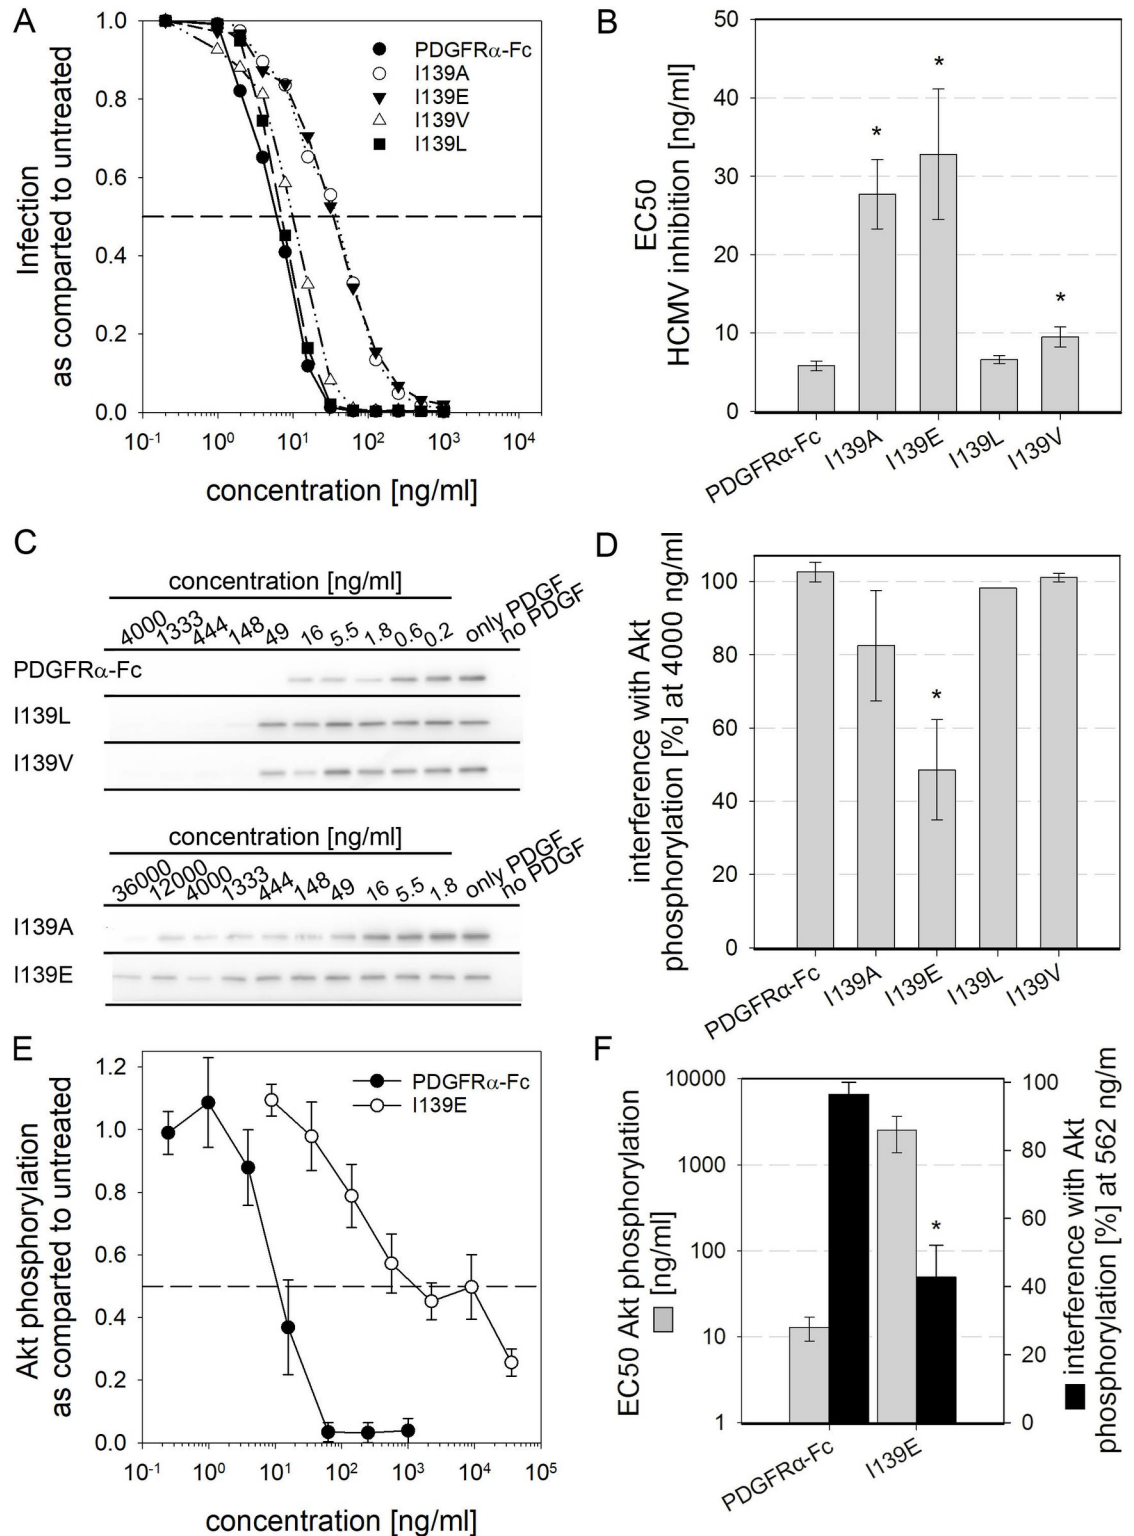 A
Infection
as comparted to untreated
1.0
0.8
0.6
0.4
0.2
0.0
PDGFRα-Fc
I139A
I139E
I139V
I139L
10-1 100 101 102 103 104
concentration [ng/ml]
B
EC50
HCMV inhibition [ng/ml]
50
40
30
20
10
0
*
*
*
PDGFRα-Fc I139A I139E I139L I139V
C
concentration [ng/ml]
4000 1333 444 148 49 16 5.5 1.8 0.6 0.2 only PDGF no PDGF
PDGFRα-Fc
I139L
I139V
concentration [ng/ml]
36000 12000 4000 1333 444 148 49 16 5.5 1.8 only PDGF no PDGF
I139A
I139E
D
interference with Akt
phosphorylation [%] at 4000 ng/ml
100
80
60
40
20
0
*
PDGFRα-Fc I139A I139E I139L I139V
E
Akt phosphorylation
as comparted to untreated
1.2
1.0
0.8
0.6
0.4
0.2
0.0
PDGFRα-Fc
I139E
10-1 100 101 102 103 104 105
concentration [ng/ml]
F
EC50 Akt phosphorylation
[ng/ml]
10000
1000
100
10
1
*
100
80
60
40
20
0
interference with Akt
phosphorylation [%] at 562 ng/m
PDGFRα-Fc I139E